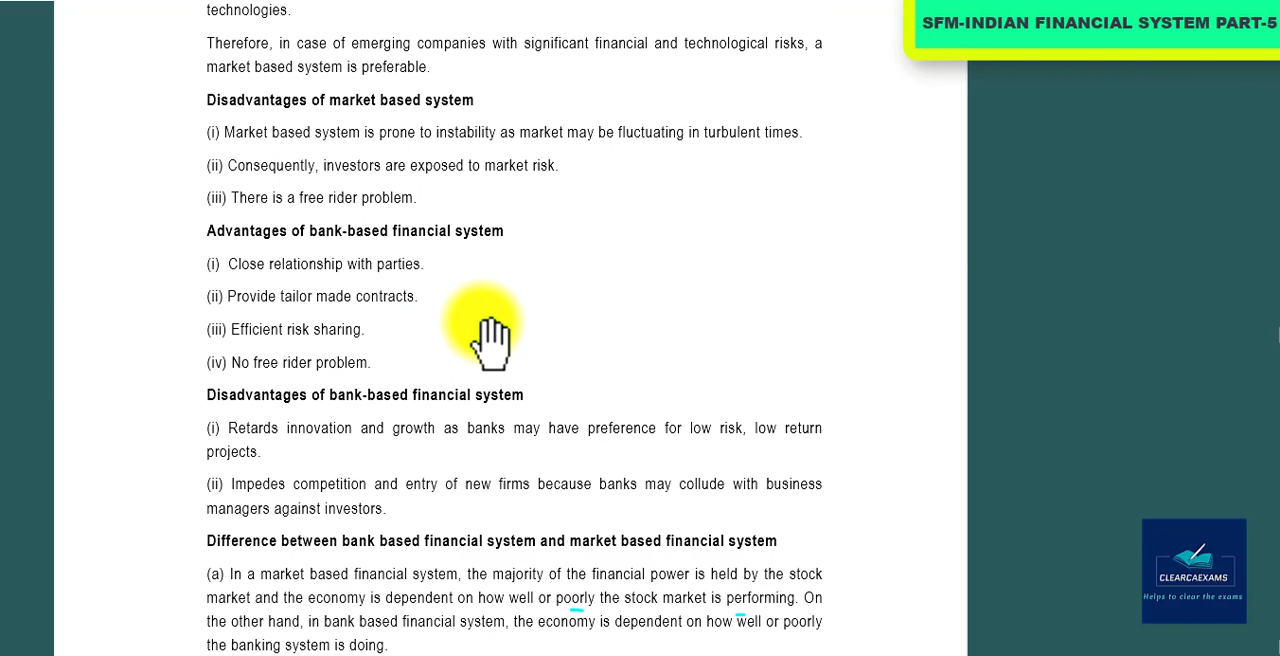 technologies.
SFM-INDIAN FINANCIAL SYSTEM PART-5
Therefore, in case of emerging companies with significant financial and technological risks, a
market based system is preferable.
Disadvantages of market based system
(i) Market based system is prone to instability as market may be fluctuating in turbulent times.
(ii) Consequently, investors are exposed to market risk.
(iii) There is a free rider problem.
Advantages of bank-based financial system
(i) Close relationship with parties.
(ii) Provide tailor made contracts.
(iii) Efficient risk sharing.
(iv) No free rider problem.
Disadvantages of bank-based financial system
(i) Retards innovation and growth as banks may have preference for low risk, low return
projects.
(ii) Impedes competition and entry of new firms because banks may collude with business
managers against investors.
Difference between bank based financial system and market based financial system
(a) In a market based financial system, the majority of the financial power is held by the stock
market and the economy is dependent on how well or poorly the stock market is performing. On
the other hand, in bank based financial system, the economy is dependent on how well or poorly
the banking system is doing.
CLEARCAEXAMS
Helps to clear the exams